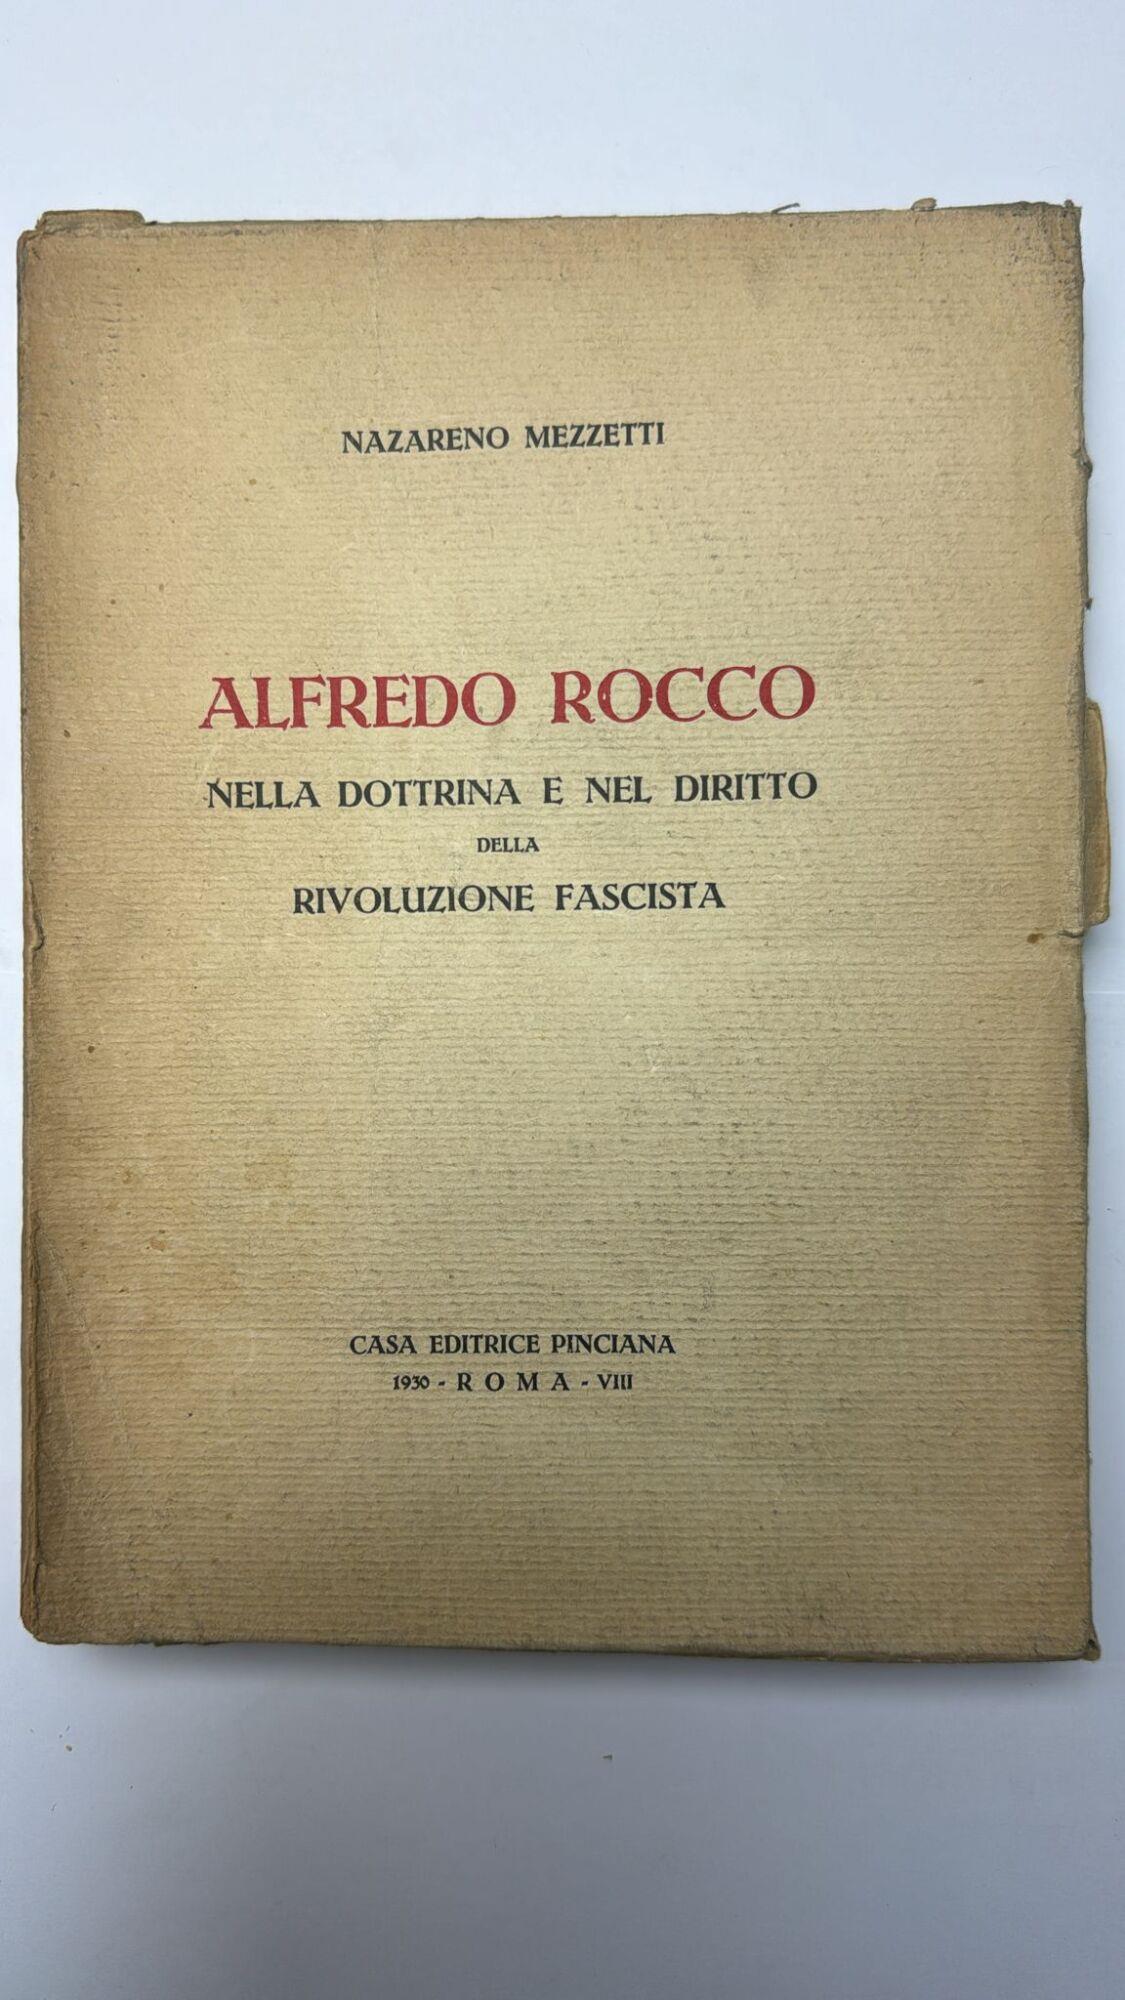 NAZARENO MEZZETTI
ALFREDO ROCCO
NELLA DOTTRINA E NEL DIRITTO
DELLA
RIVOLUZIONE FASCISTA
CASA EDITRICE PINCIANA
1930 - ROMA - VIII